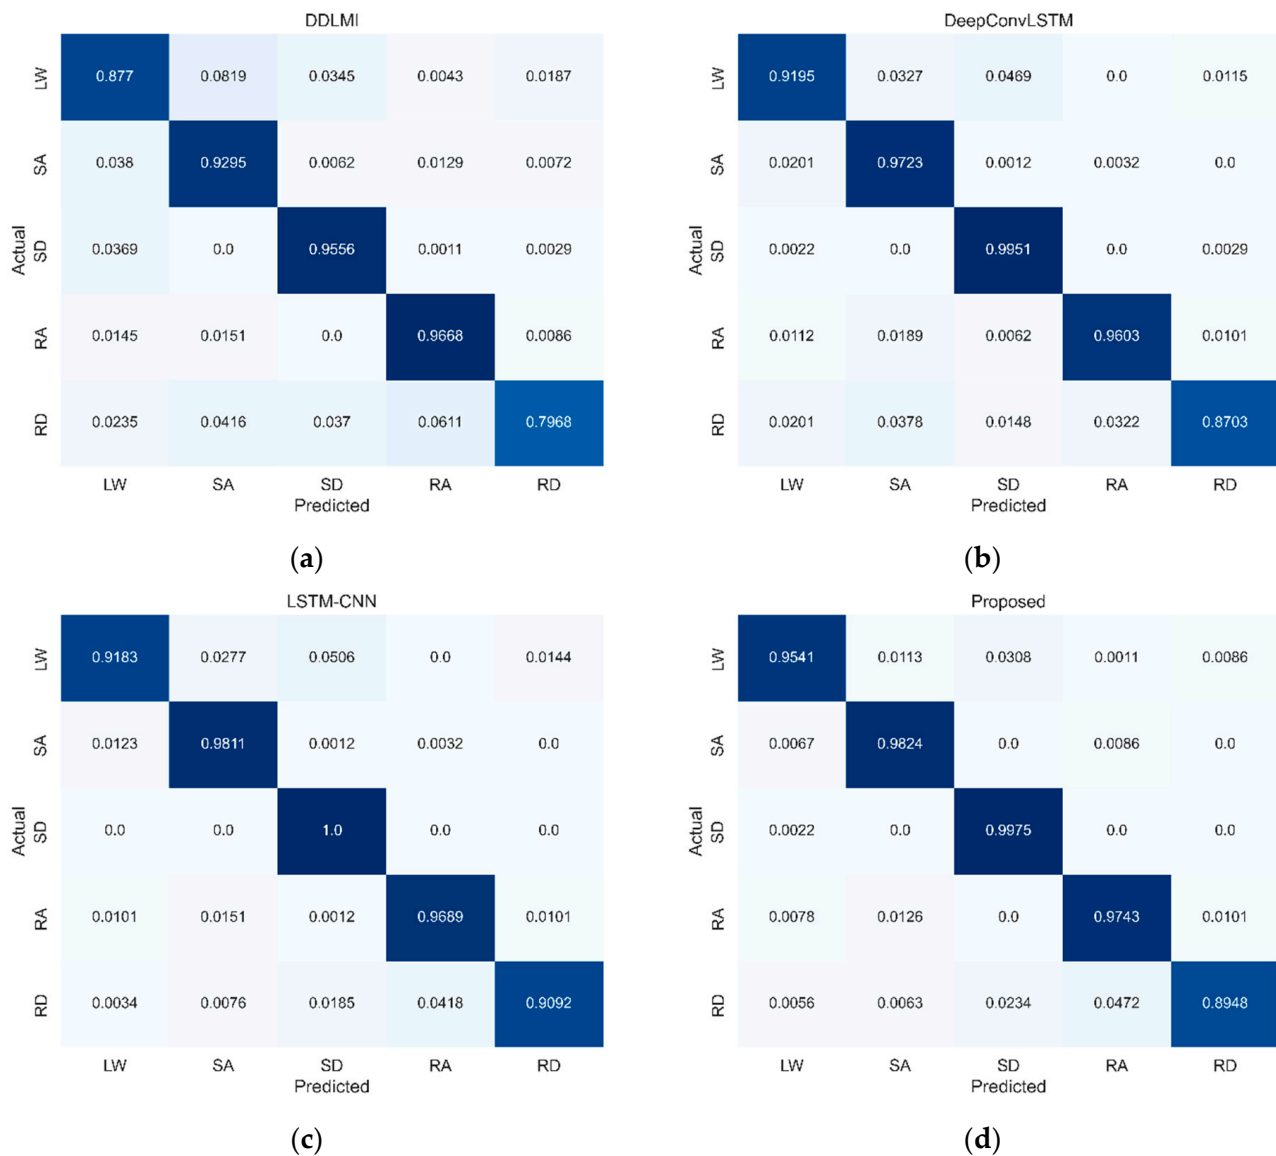 DDLMI
LW 0.877 0.0819 0.0345 0.0043 0.0187
SA 0.038 0.9295 0.0062 0.0129 0.0072
Actual
SD 0.0369 0.0 0.9556 0.0011 0.0029
RA 0.0145 0.0151 0.0 0.9668 0.0086
RD 0.0235 0.0416 0.037 0.0611 0.7968
LW SA SD RA RD
Predicted
(a)
DeepConvLSTM
LW 0.9195 0.0327 0.0469 0.0 0.0115
SA 0.0201 0.9723 0.0012 0.0032 0.0
Actual
SD 0.0022 0.0 0.9951 0.0 0.0029
RA 0.0112 0.0189 0.0062 0.9603 0.0101
RD 0.0201 0.0378 0.0148 0.0322 0.8703
LW SA SD RA RD
Predicted
(b)
LSTM-CNN
LW 0.9183 0.0277 0.0506 0.0 0.0144
SA 0.0123 0.9811 0.0012 0.0032 0.0
Actual
SD 0.0 0.0 1.0 0.0 0.0
RA 0.0101 0.0151 0.0012 0.9689 0.0101
RD 0.0034 0.0076 0.0185 0.0418 0.9092
LW SA SD RA RD
Predicted
(c)
Proposed
LW 0.9541 0.0113 0.0308 0.0011 0.0086
SA 0.0067 0.9824 0.0 0.0086 0.0
Actual
SD 0.0022 0.0 0.9975 0.0 0.0
RA 0.0078 0.0126 0.0 0.9743 0.0101
RD 0.0056 0.0063 0.0234 0.0472 0.8948
LW SA SD RA RD
Predicted
(d)